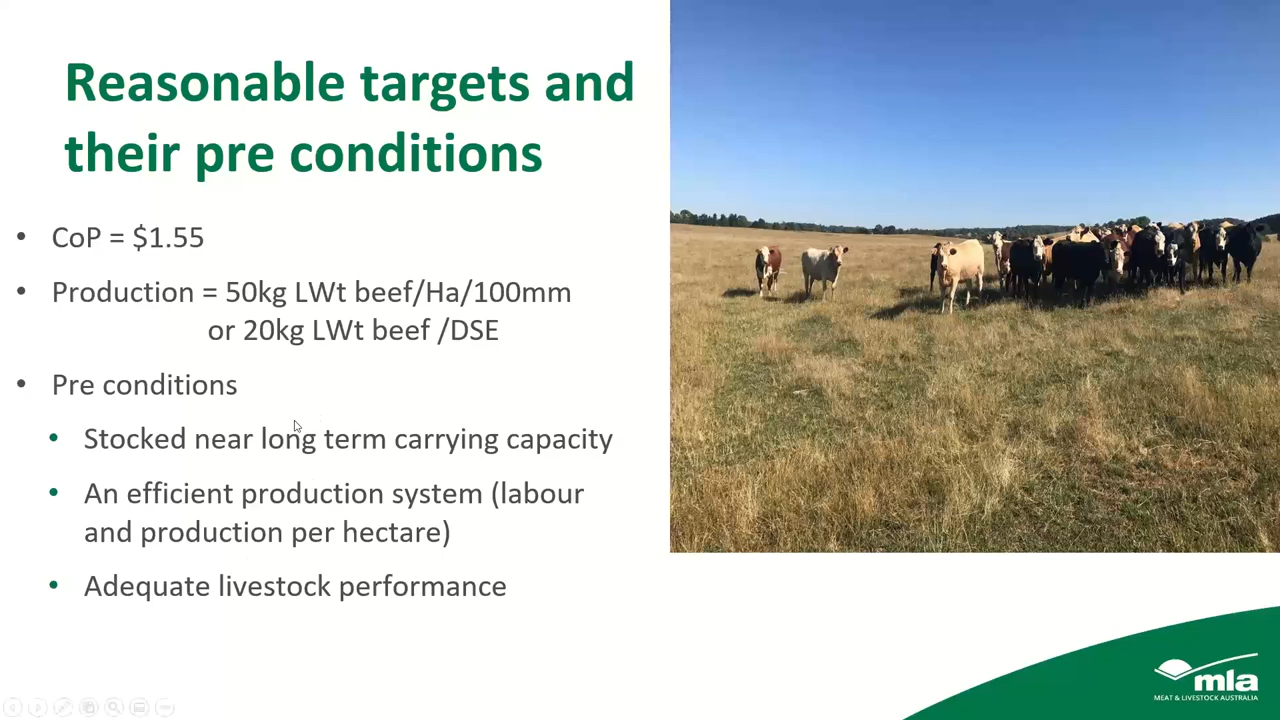 Reasonable targets and
their pre conditions
• CoP = $1.55
• Production = 50kg LWt beef/Ha/100mm
or 20kg LWt beef /DSE
• Pre conditions
• Stocked near long term carrying capacity
• An efficient production system (labour
and production per hectare)
• Adequate livestock performance
mla
MEAT & LIVESTOCK AUSTRALIA